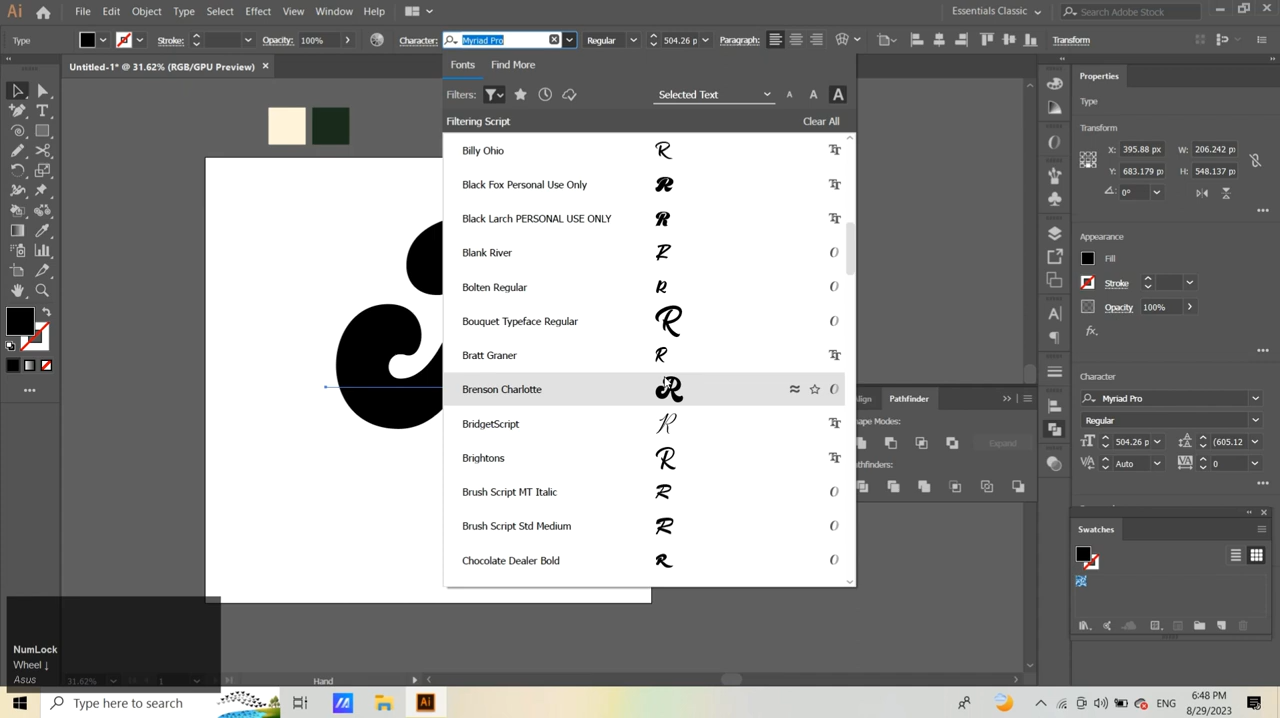 Ai File Edit Object Type Select Effect View Window Help Essentials Classic Search Adobe Stock
Type Stroke: Opacity: 100% Character: Myriad Pro Regular 504.26 p Paragraph: Transform
Untitled-1* @ 31.62% (RGB/GPU Preview) ×
Fonts Find More
Filters: Selected Text A A A
Filtering Script Clear All
Billy Ohio R
Black Fox Personal Use Only R
Black Larch PERSONAL USE ONLY R
Blank River R
Bolten Regular R
Bouquet Typeface Regular R
Bratt Graner R
Brenson Charlotte R
BridgetScript R
Brightons R
Brush Script MT Italic R
Brush Script Std Medium R
Chocolate Dealer Bold R
Properties
Type
Transform
X: 395.88 px W: 206.242 px
Y: 683.179 px H: 548.137 px
0°
Appearance
Fill
Stroke
Opacity 100%
fx.
Character
Myriad Pro
Regular
504.26 p (605.12
Auto 0
Align Pathfinder
Shape Modes:
Expand
Pathfinders:
Swatches
NumLock
Wheel ↓
Asus
31.62% 1 Hand
Type here to search
Ai
ENG
6:48 PM
8/29/2023